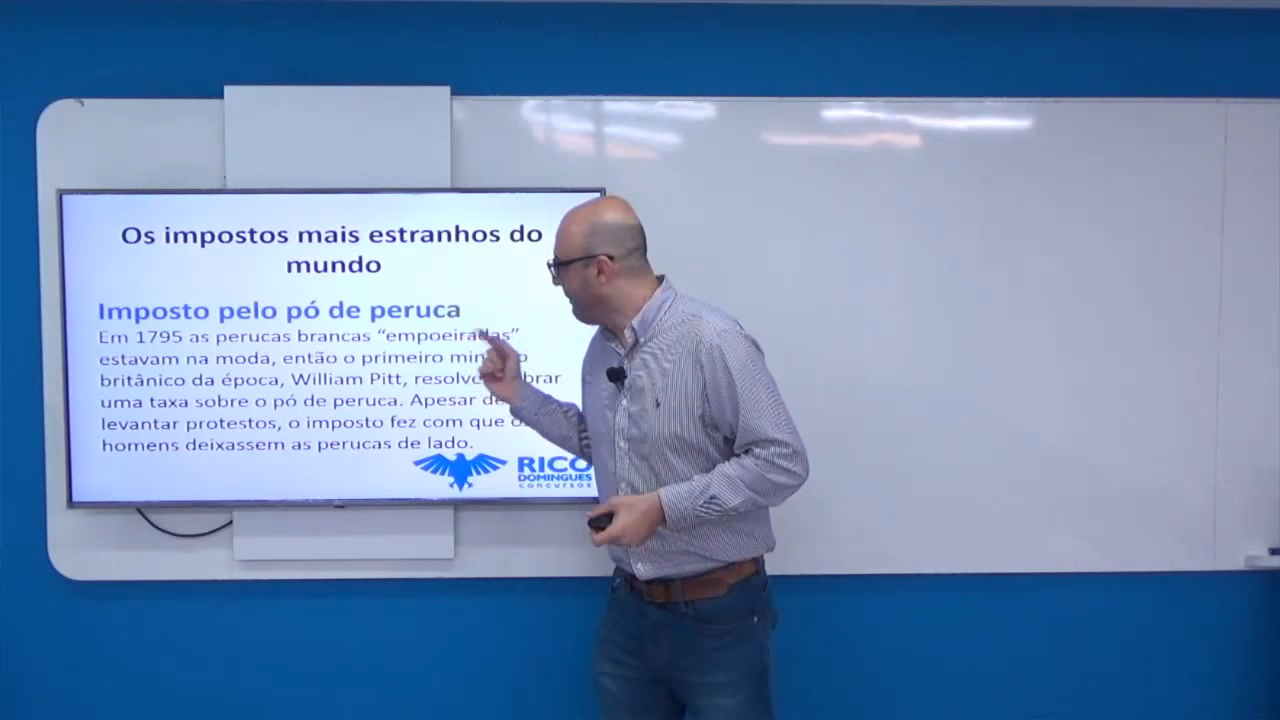 Os impostos mais estranhos do
mundo
Imposto pelo pó de peruca
Em 1795 as perucas brancas “empoeiradas”
estavam na moda, então o primeiro
britânico da época, William Pitt,
uma taxa sobre o pó de peruca. Apesar de
levantar protestos, o imposto fez com que
homens deixassem as perucas de lado.
RICO
DOMINGUES
concursos